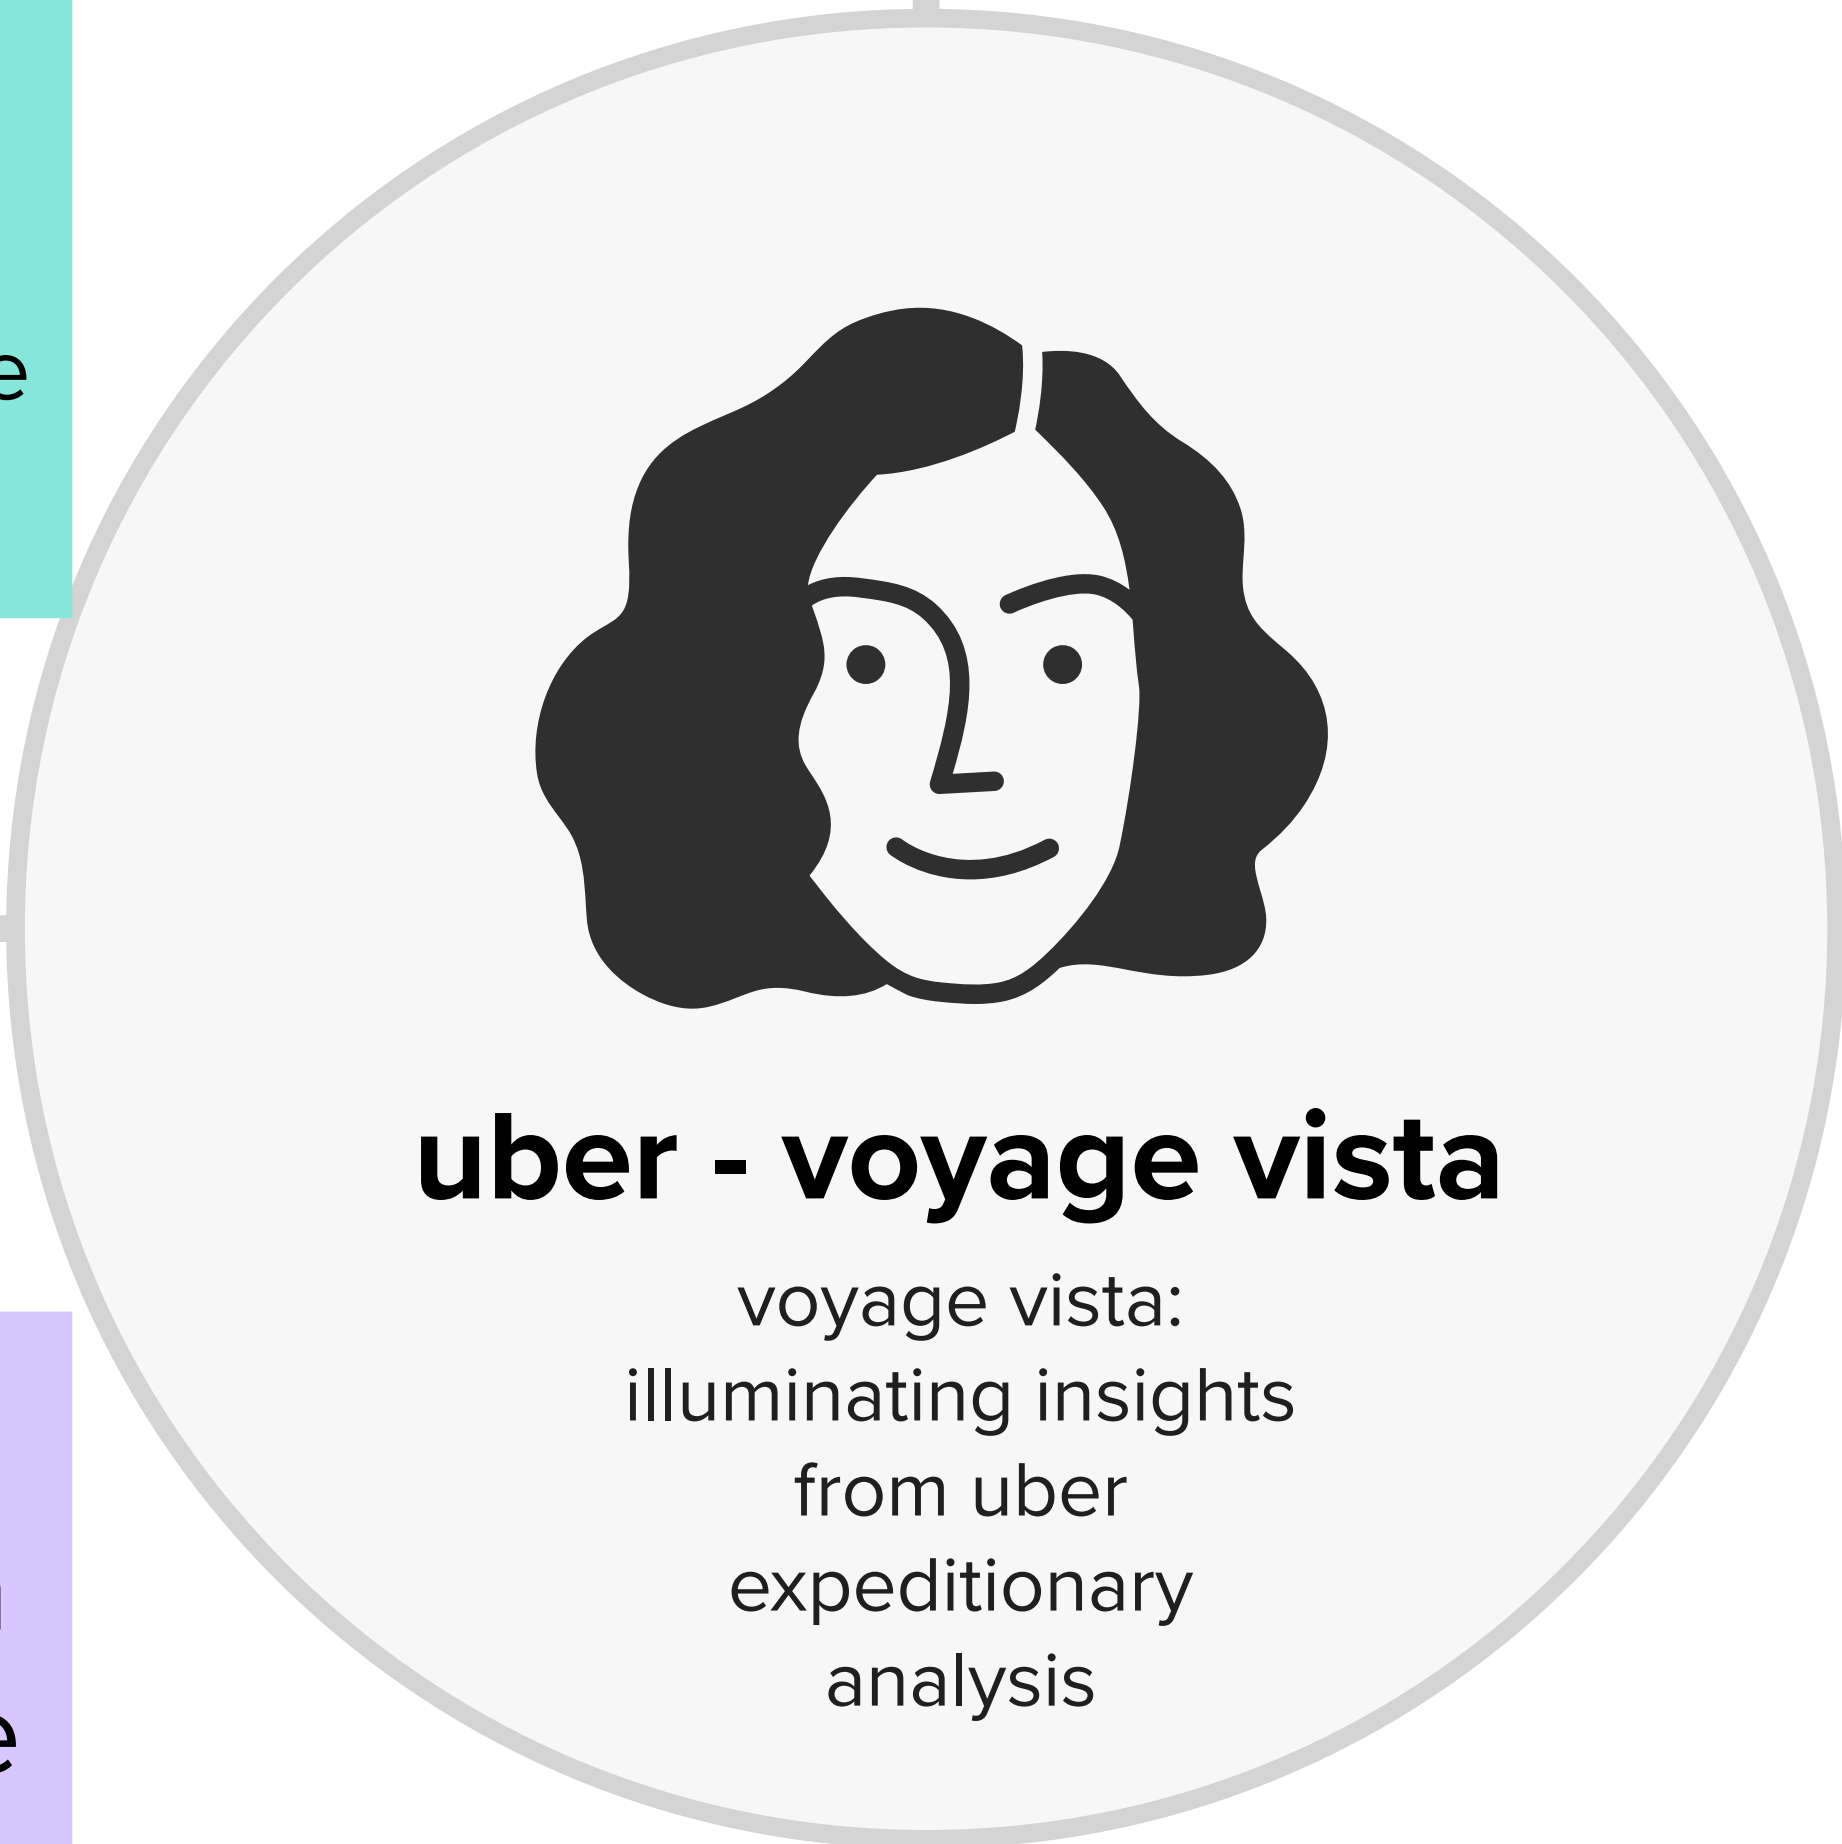 e
uber - voyage vista
voyage vista:
illuminating insights
from uber
expeditionary
analysis
e